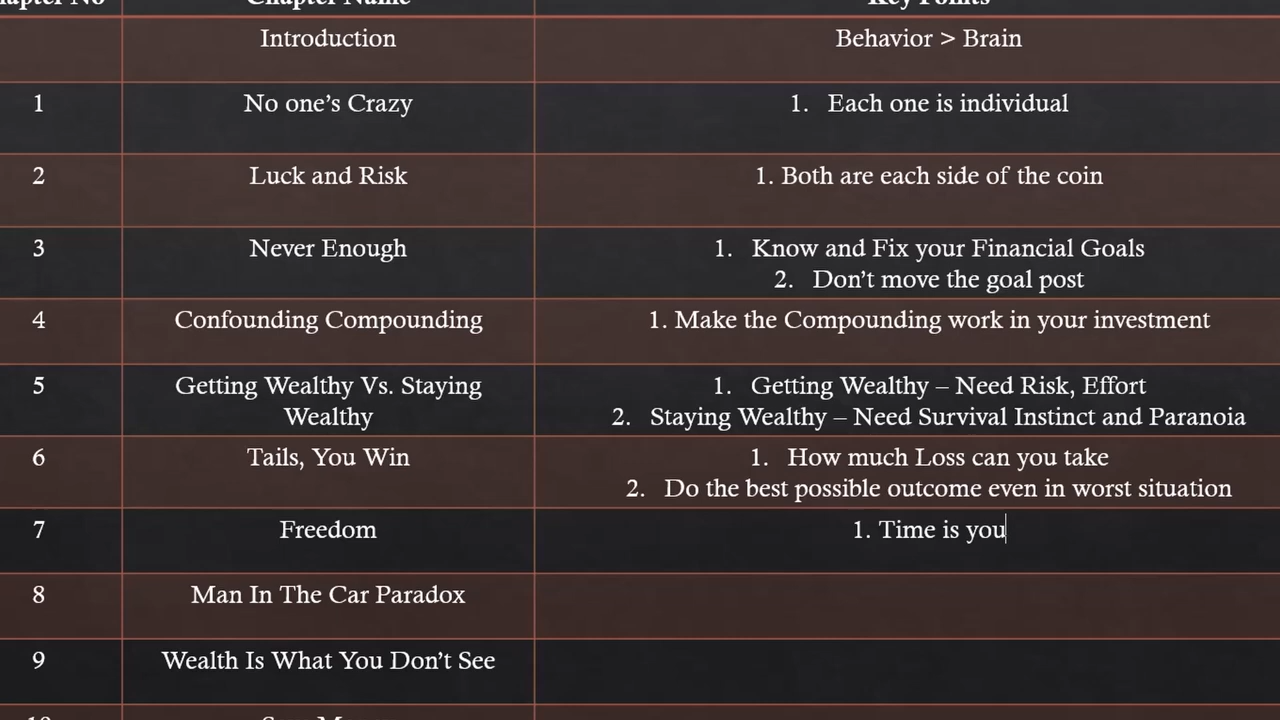 Chapter Name
Key Points
Introduction
Behavior > Brain
1
No one's Crazy
1. Each one is individual
2
Luck and Risk
1. Both are each side of the coin
3
Never Enough
1. Know and Fix your Financial Goals
2. Don't move the goal post
4
Confounding Compounding
1. Make the Compounding work in your investment
5
Getting Wealthy Vs. Staying
Wealthy
1. Getting Wealthy – Need Risk, Effort
2. Staying Wealthy – Need Survival Instinct and Paranoia
6
Tails, You Win
1. How much Loss can you take
2. Do the best possible outcome even in worst situation
7
Freedom
1. Time is you
8
Man In The Car Paradox
9
Wealth Is What You Don't See